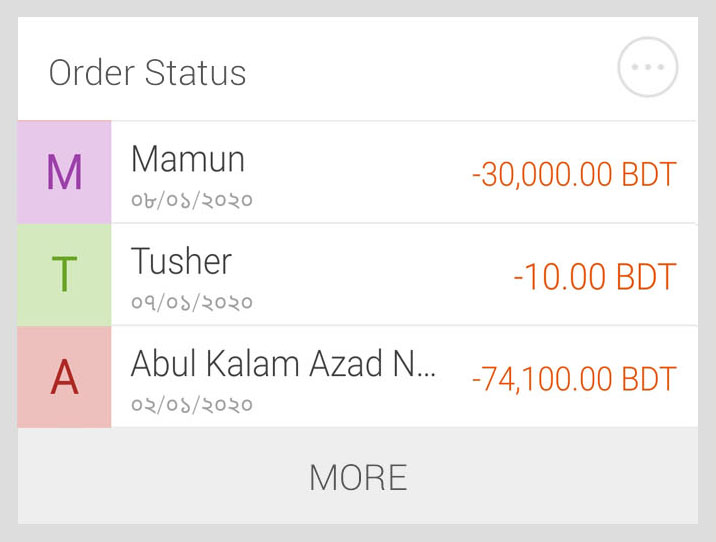 Order Status
M
Mamun
-30,000.00 BDT
০৮/০১/২০২০
T
Tusher
-10.00 BDT
০৭/০১/২০২০
A
Abul Kalam Azad N...
-74,100.00 BDT
০২/০১/২০২০
MORE